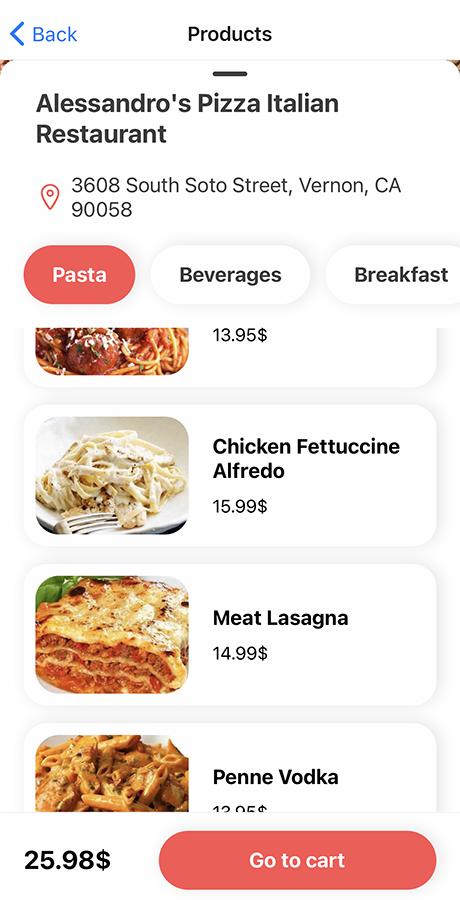 Back
Products
Alessandro's Pizza Italian
Restaurant
3608 South Soto Street, Vernon, CA
90058
Pasta
Beverages
Breakfast
13.95$
Chicken Fettuccine
Alfredo
15.99$
Meat Lasagna
14.99$
Penne Vodka
25.98$
Go to cart